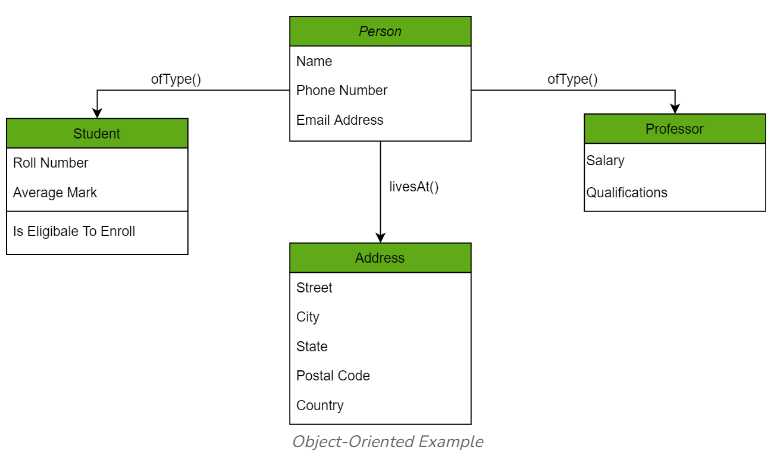 Person
Name
Phone Number
Email Address
ofType()
ofType()
Student
Roll Number
Average Mark
Is Eligibale To Enroll
Professor
Salary
Qualifications
livesAt()
Address
Street
City
State
Postal Code
Country
Object-Oriented Example